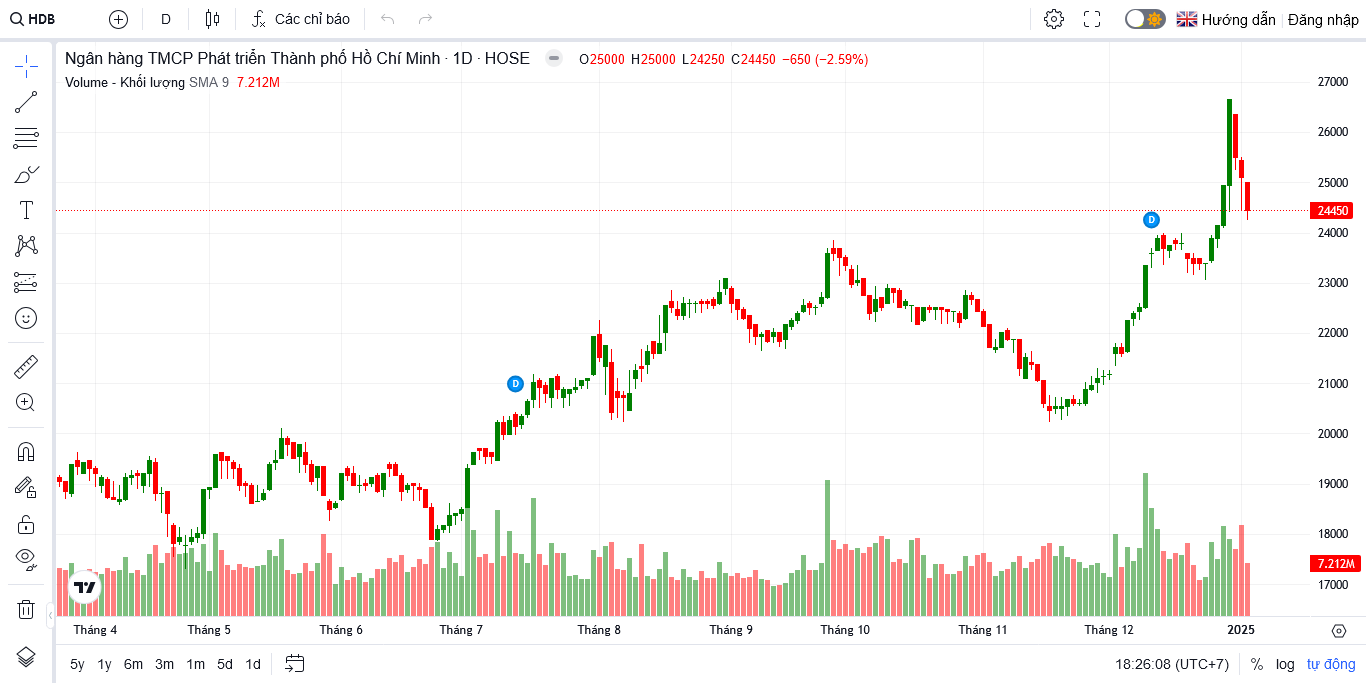 HDB D Các chỉ báo Hướng dẫn Đăng nhập
Ngân hàng TMCP Phát triển Thành phố Hồ Chí Minh · 1D · HOSE O25000 H25000 L24250 C24450 −650 (−2.59%)
Volume - Khối lượng SMA 9 7.212M
27000
26000
25000
24450
D
24000
23000
22000
21000
D
20000
19000
18000
7.212M
17000
Tháng 4 Tháng 5 Tháng 6 Tháng 7 Tháng 8 Tháng 9 Tháng 10 Tháng 11 Tháng 12 2025
5y 1y 6m 3m 1m 5d 1d 18:26:08 (UTC+7) % log tự động